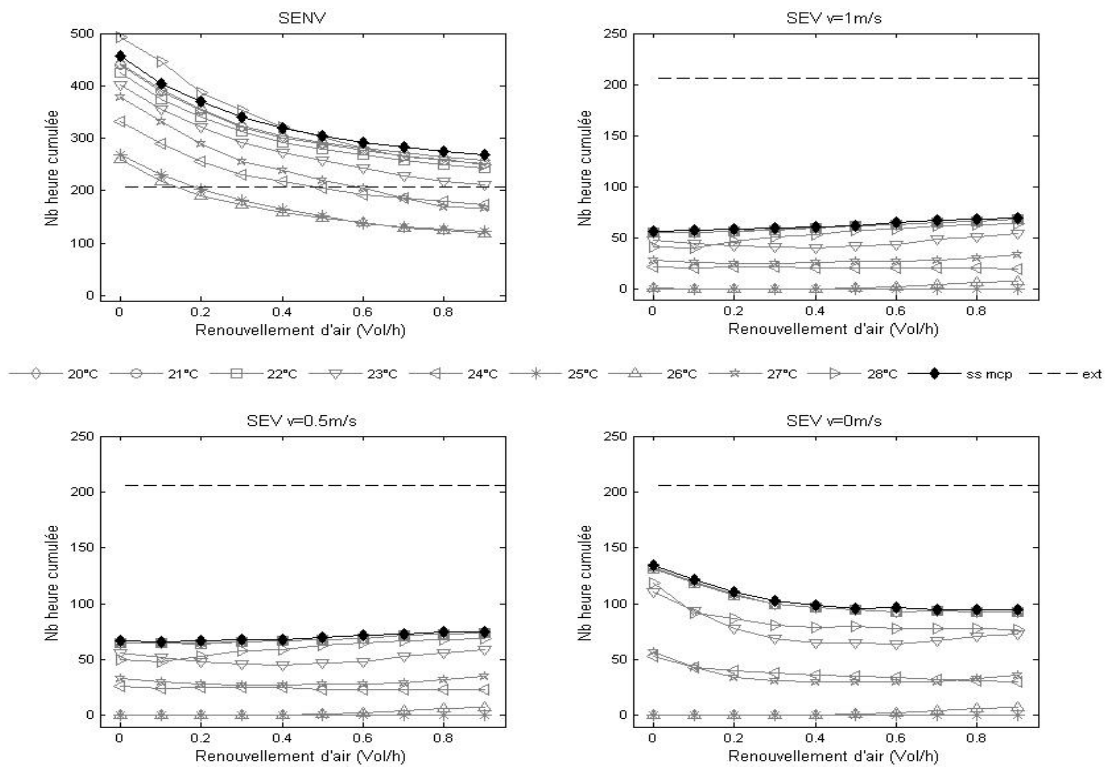 SENV
Nb heure cumulée
500
400
300
200
100
0
0 0.2 0.4 0.6 0.8
Renouvellement d'air (Vol/h)
SEV v=1m/s
Nb heure cumulée
250
200
150
100
50
0
0 0.2 0.4 0.6 0.8
Renouvellement d'air (Vol/h)
20°C 21°C 22°C 23°C 24°C 25°C 26°C 27°C 28°C ss mcp ext
SEV v=0.5m/s
Nb heure cumulée
250
200
150
100
50
0
0 0.2 0.4 0.6 0.8
Renouvellement d'air (Vol/h)
SEV v=0m/s
Nb heure cumulée
250
200
150
100
50
0
0 0.2 0.4 0.6 0.8
Renouvellement d'air (Vol/h)